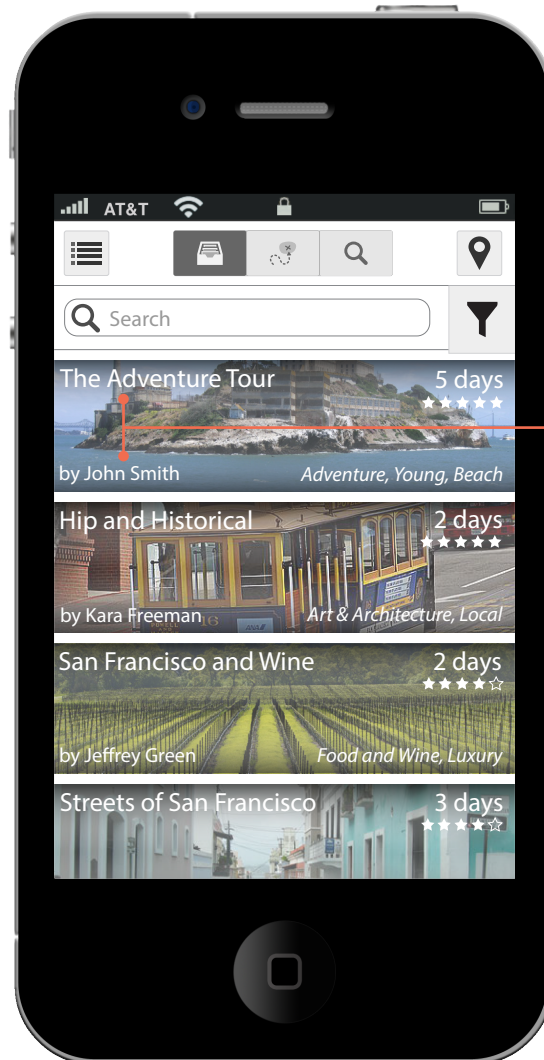 AT&T
Search
The Adventure Tour 5 days
by John Smith Adventure, Young, Beach
Hip and Historical 2 days
by Kara Freeman Art & Architecture, Local
San Francisco and Wine 2 days
by Jeffrey Green Food and Wine, Luxury
Streets of San Francisco 3 days